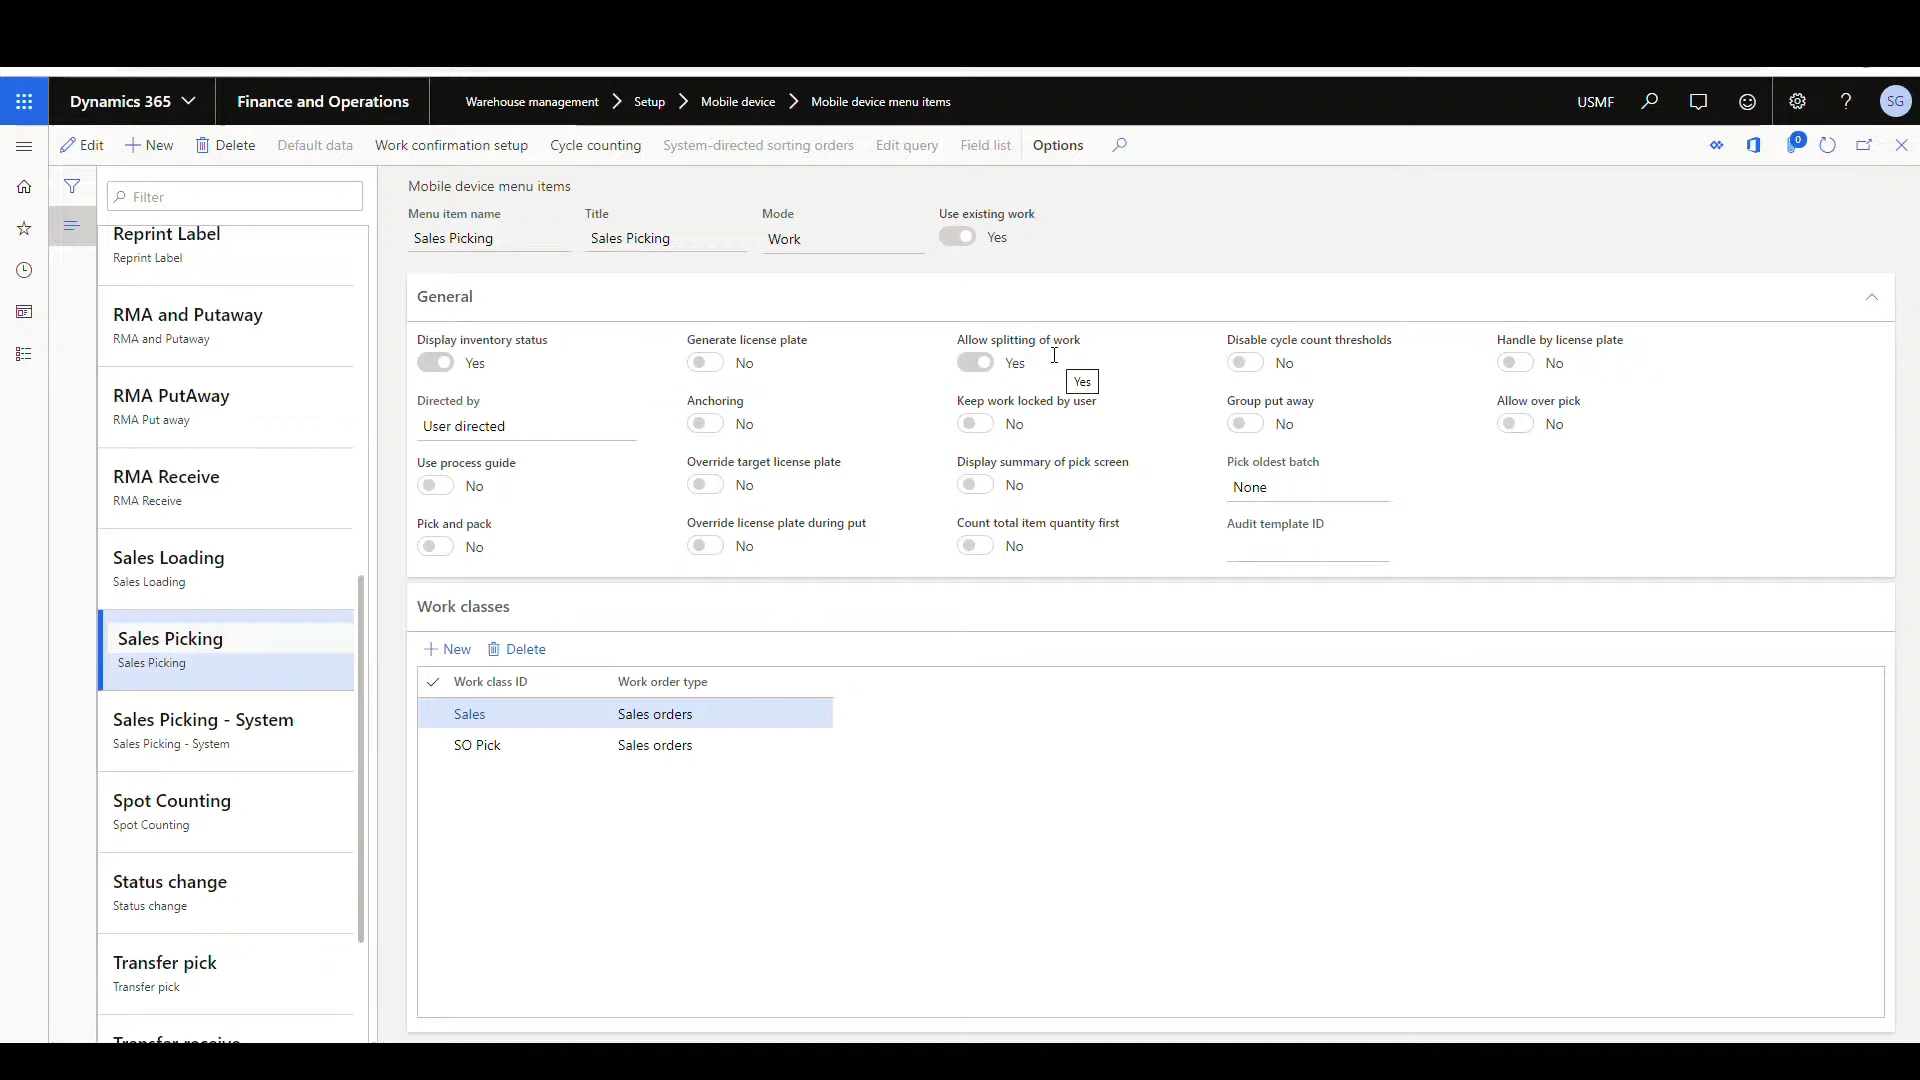 Dynamics 365
Finance and Operations
Warehouse management
Setup
Mobile device
Mobile device menu items
USMF
SG
Edit
New
Delete
Default data
Work confirmation setup
Cycle counting
System-directed sorting orders
Edit query
Field list
Options
0
Filter
Reprint Label
Reprint Label
RMA and Putaway
RMA and Putaway
RMA PutAway
RMA Put away
RMA Receive
RMA Receive
Sales Loading
Sales Loading
Sales Picking
Sales Picking
Sales Picking - System
Sales Picking - System
Spot Counting
Spot Counting
Status change
Status change
Transfer pick
Transfer pick
Transfer receive
Mobile device menu items
Menu item name
Sales Picking
Title
Sales Picking
Mode
Work
Use existing work
Yes
General
Display inventory status
Yes
Directed by
User directed
Use process guide
No
Pick and pack
No
Generate license plate
No
Anchoring
No
Override target license plate
No
Override license plate during put
No
Allow splitting of work
Yes
Yes
Keep work locked by user
No
Display summary of pick screen
No
Count total item quantity first
No
Disable cycle count thresholds
No
Group put away
No
Pick oldest batch
None
Audit template ID
Handle by license plate
No
Allow over pick
No
Work classes
New
Delete
Work class ID
Work order type
Sales
Sales orders
SO Pick
Sales orders